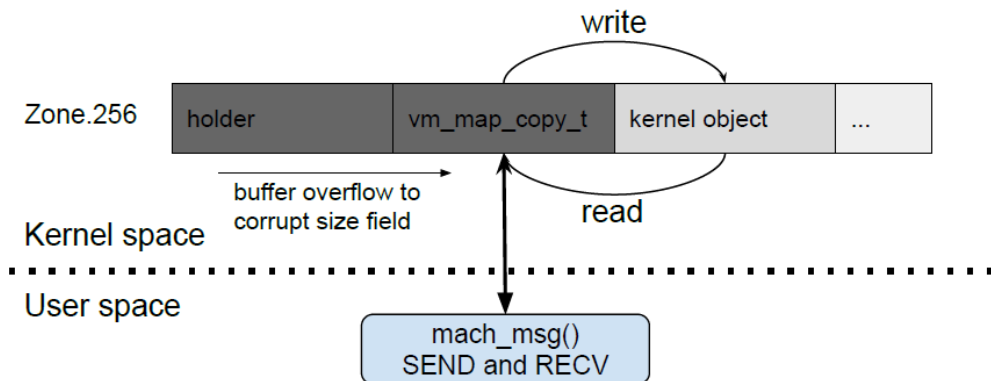 write
Zone.256
holder
vm_map_copy_t
kernel object
...
buffer overflow to
corrupt size field
read
Kernel space
User space
mach_msg()
SEND and RECV